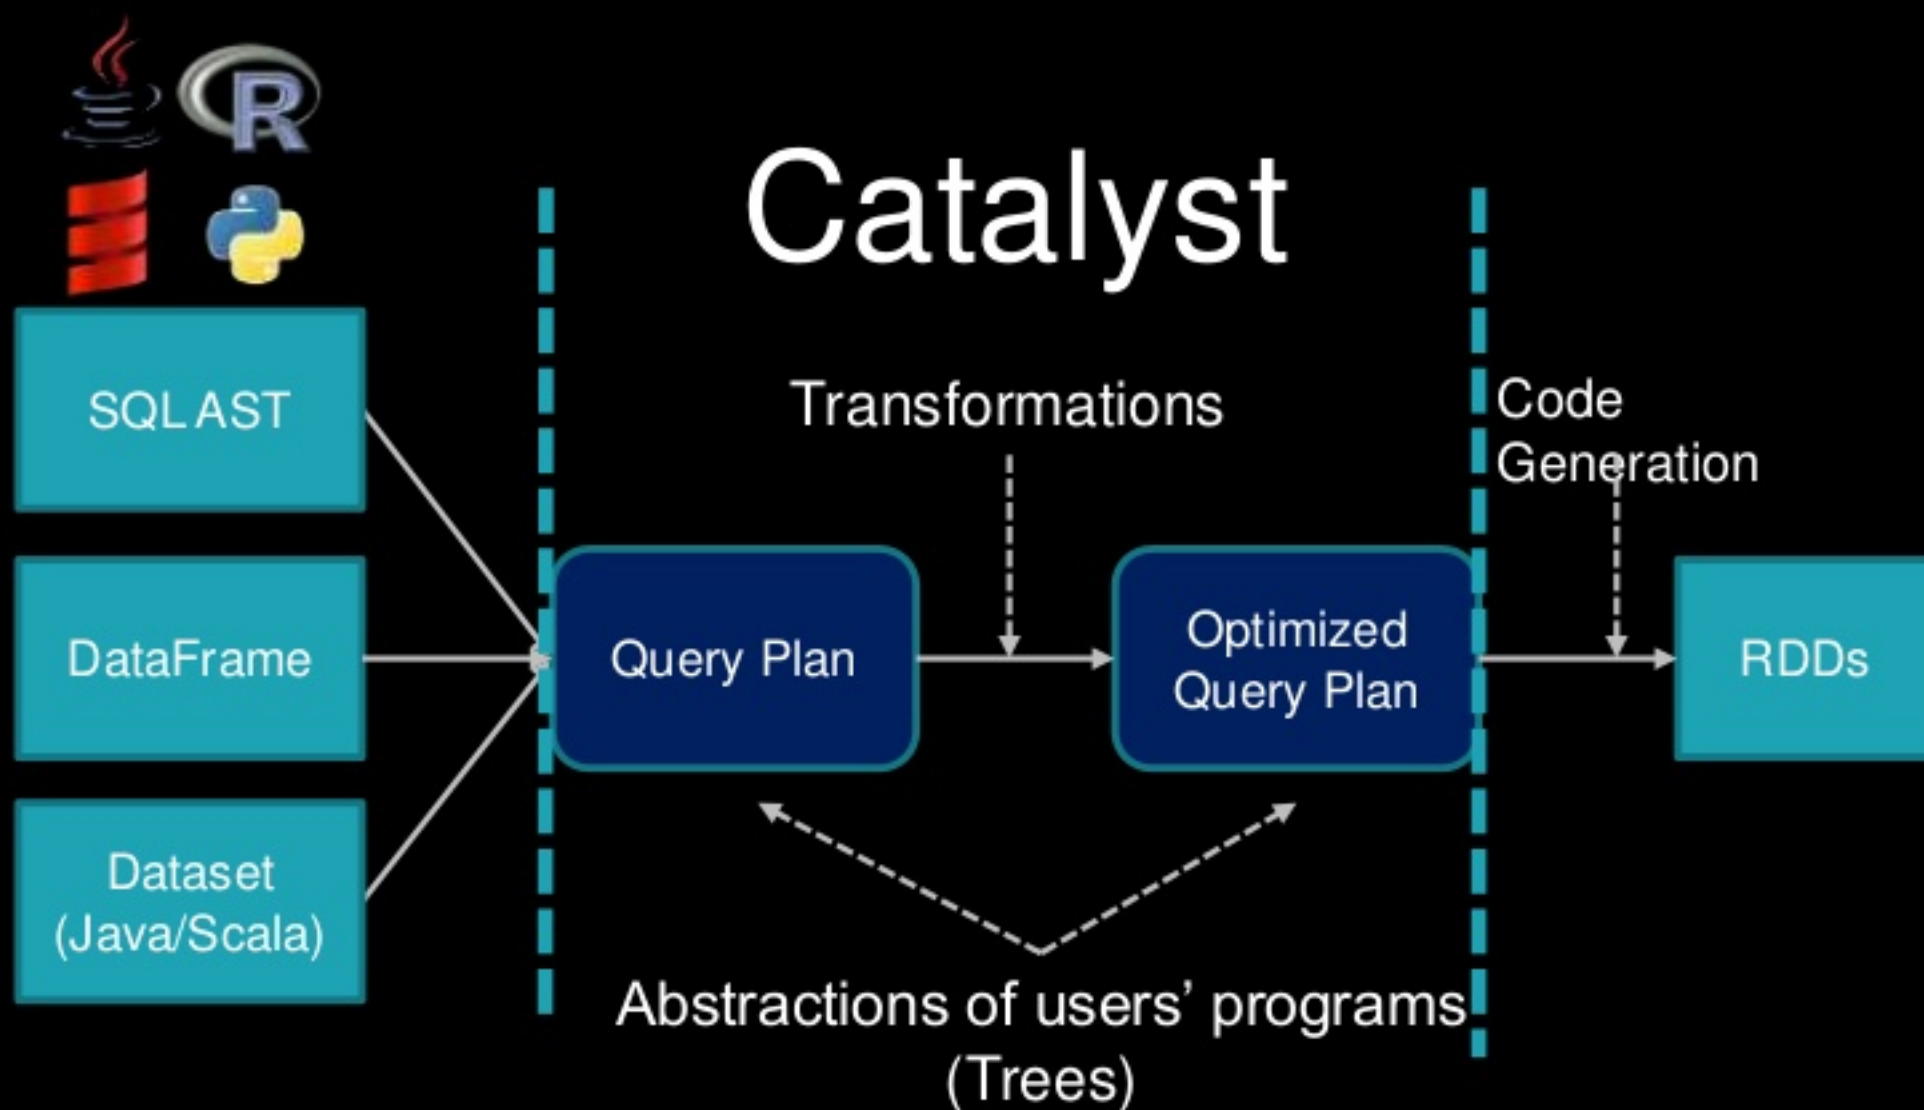 R
Catalyst
SQL AST
Transformations
Code
Generation
DataFrame
Query Plan
Optimized
Query Plan
RDDs
Dataset
(Java/Scala)
Abstractions of users’ programs
(Trees)